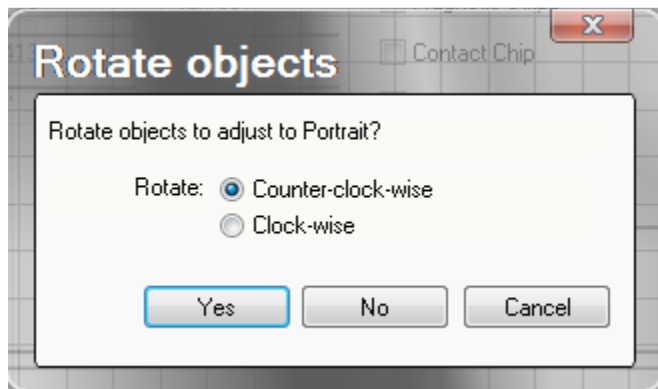 Contact Chip
Rotate objects
Rotate objects to adjust to Portrait?
Rotate:
Counter-clock-wise
Clock-wise
Yes
No
Cancel